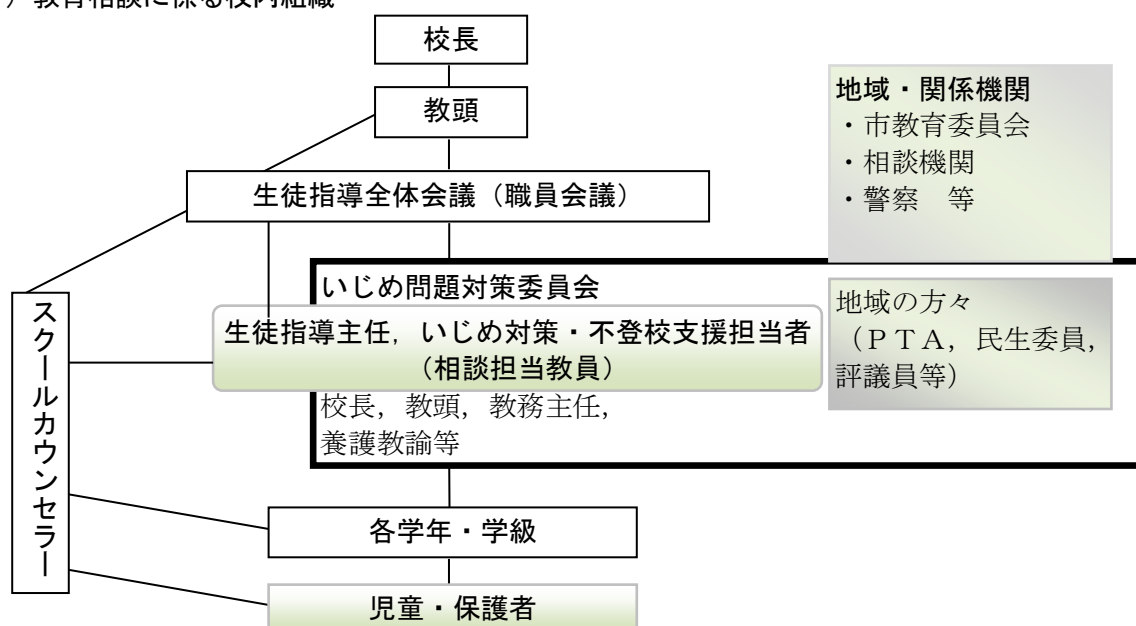 ）教育相談に係る校内組織
校長
教頭
生徒指導全体会議（職員会議）
地域・関係機関
・市教育委員会
・相談機関
・警察　等
いじめ問題対策委員会
生徒指導主任，いじめ対策・不登校支援担当者
（相談担当教員）
校長，教頭，教務主任，
養護教諭等
地域の方々
（ＰＴＡ，民生委員，
評議員等）
スクールカウンセラー
各学年・学級
児童・保護者